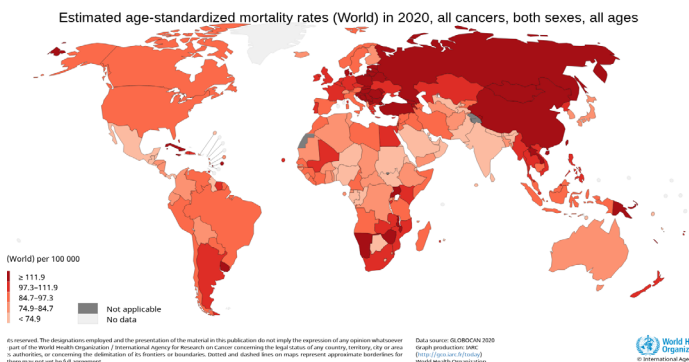 Estimated age-standardized mortality rates (World) in 2020, all cancers, both sexes, all ages
(World) per 100 000
≥ 111.9
97.3–111.9
84.7–97.3
74.9–84.7
< 74.9
Not applicable
No data
ts reserved. The designations employed and the presentation of the material in this publication do not imply the expression of any opinion whatsoever
part of the World Health Organization / International Agency for Research on Cancer concerning the legal status of any country, territory, city or area
s authorities, or concerning the delimitation of its frontiers or boundaries. Dotted and dashed lines on maps represent approximate borderlines for
Data source: GLOBOCAN 2020
Graph production: IARC
(http://gco.iarc.fr/today)
World Health Organization
World H
Organiz
© International Age